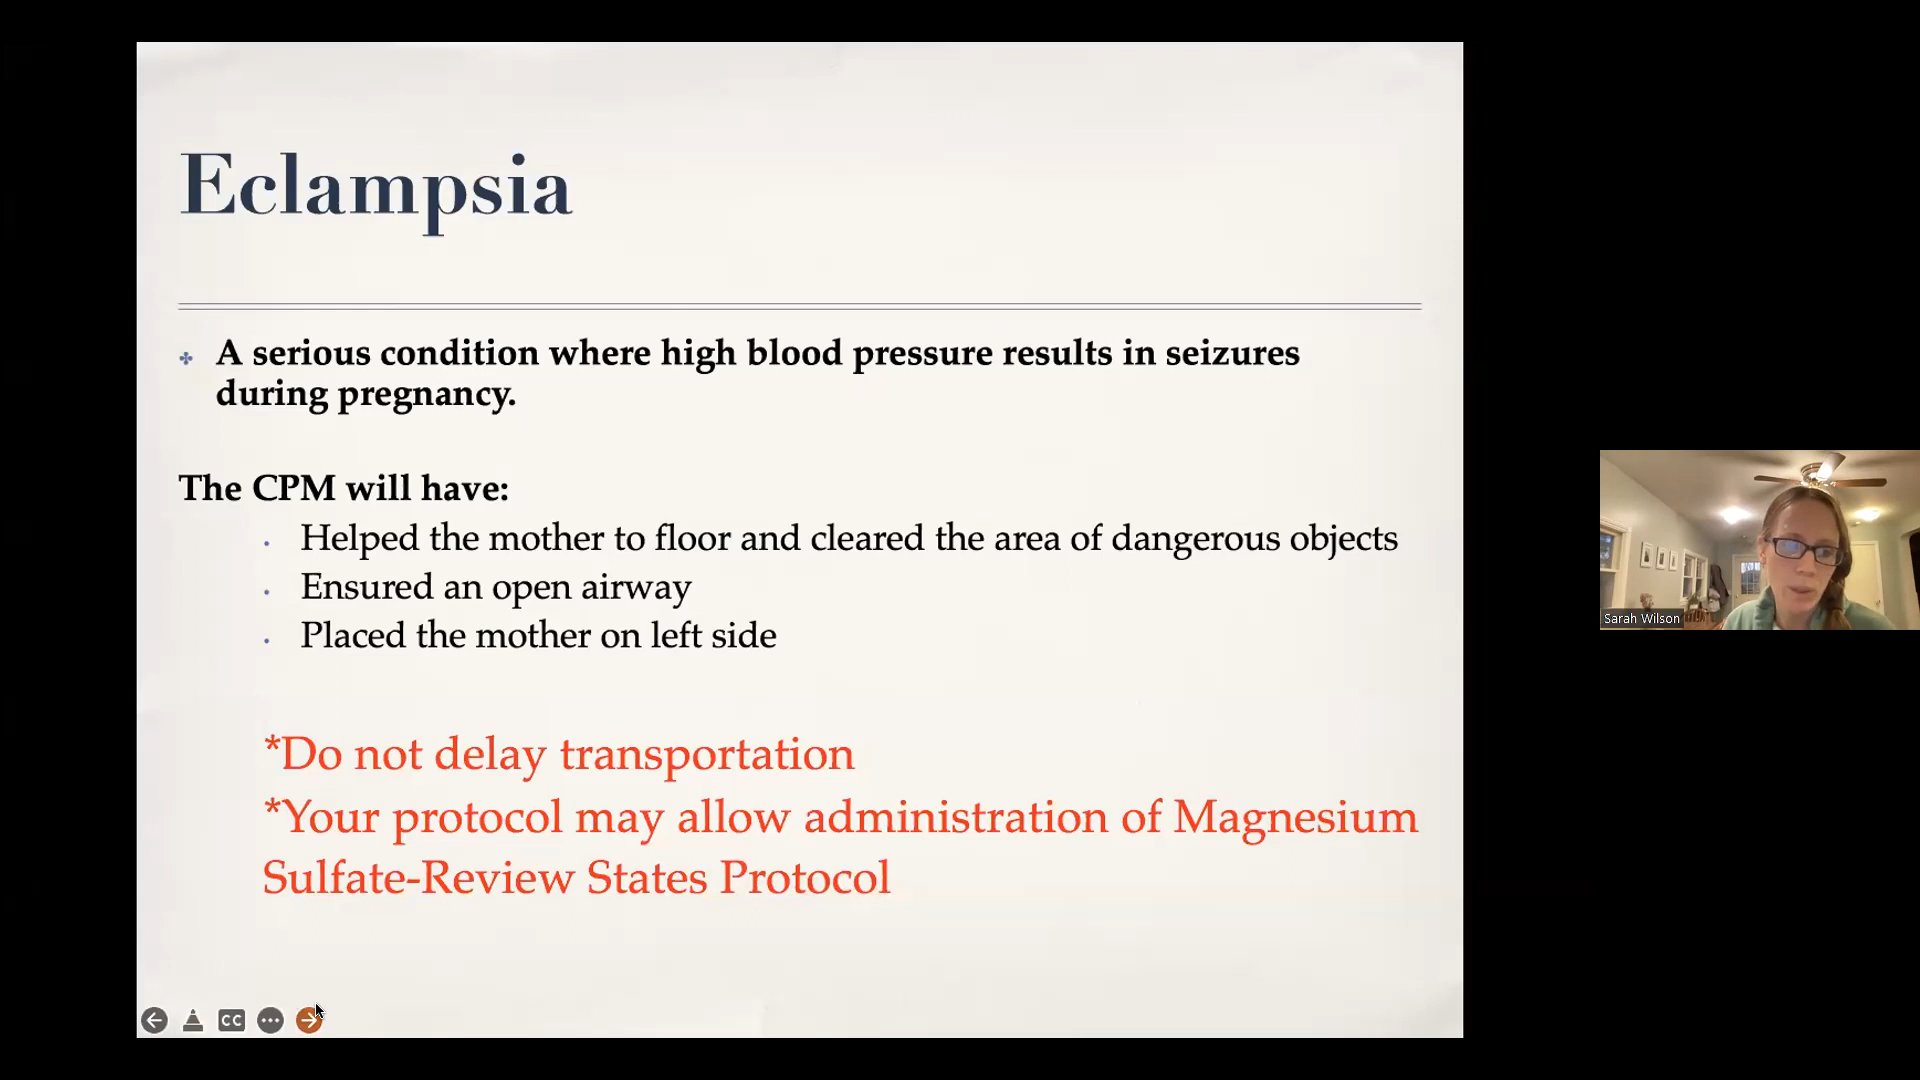 Eclampsia
A serious condition where high blood pressure results in seizures
during pregnancy.
The CPM will have:
Helped the mother to floor and cleared the area of dangerous objects
Ensured an open airway
Placed the mother on left side
*Do not delay transportation
*Your protocol may allow administration of Magnesium
Sulfate-Review States Protocol
Sarah Wilson
CC